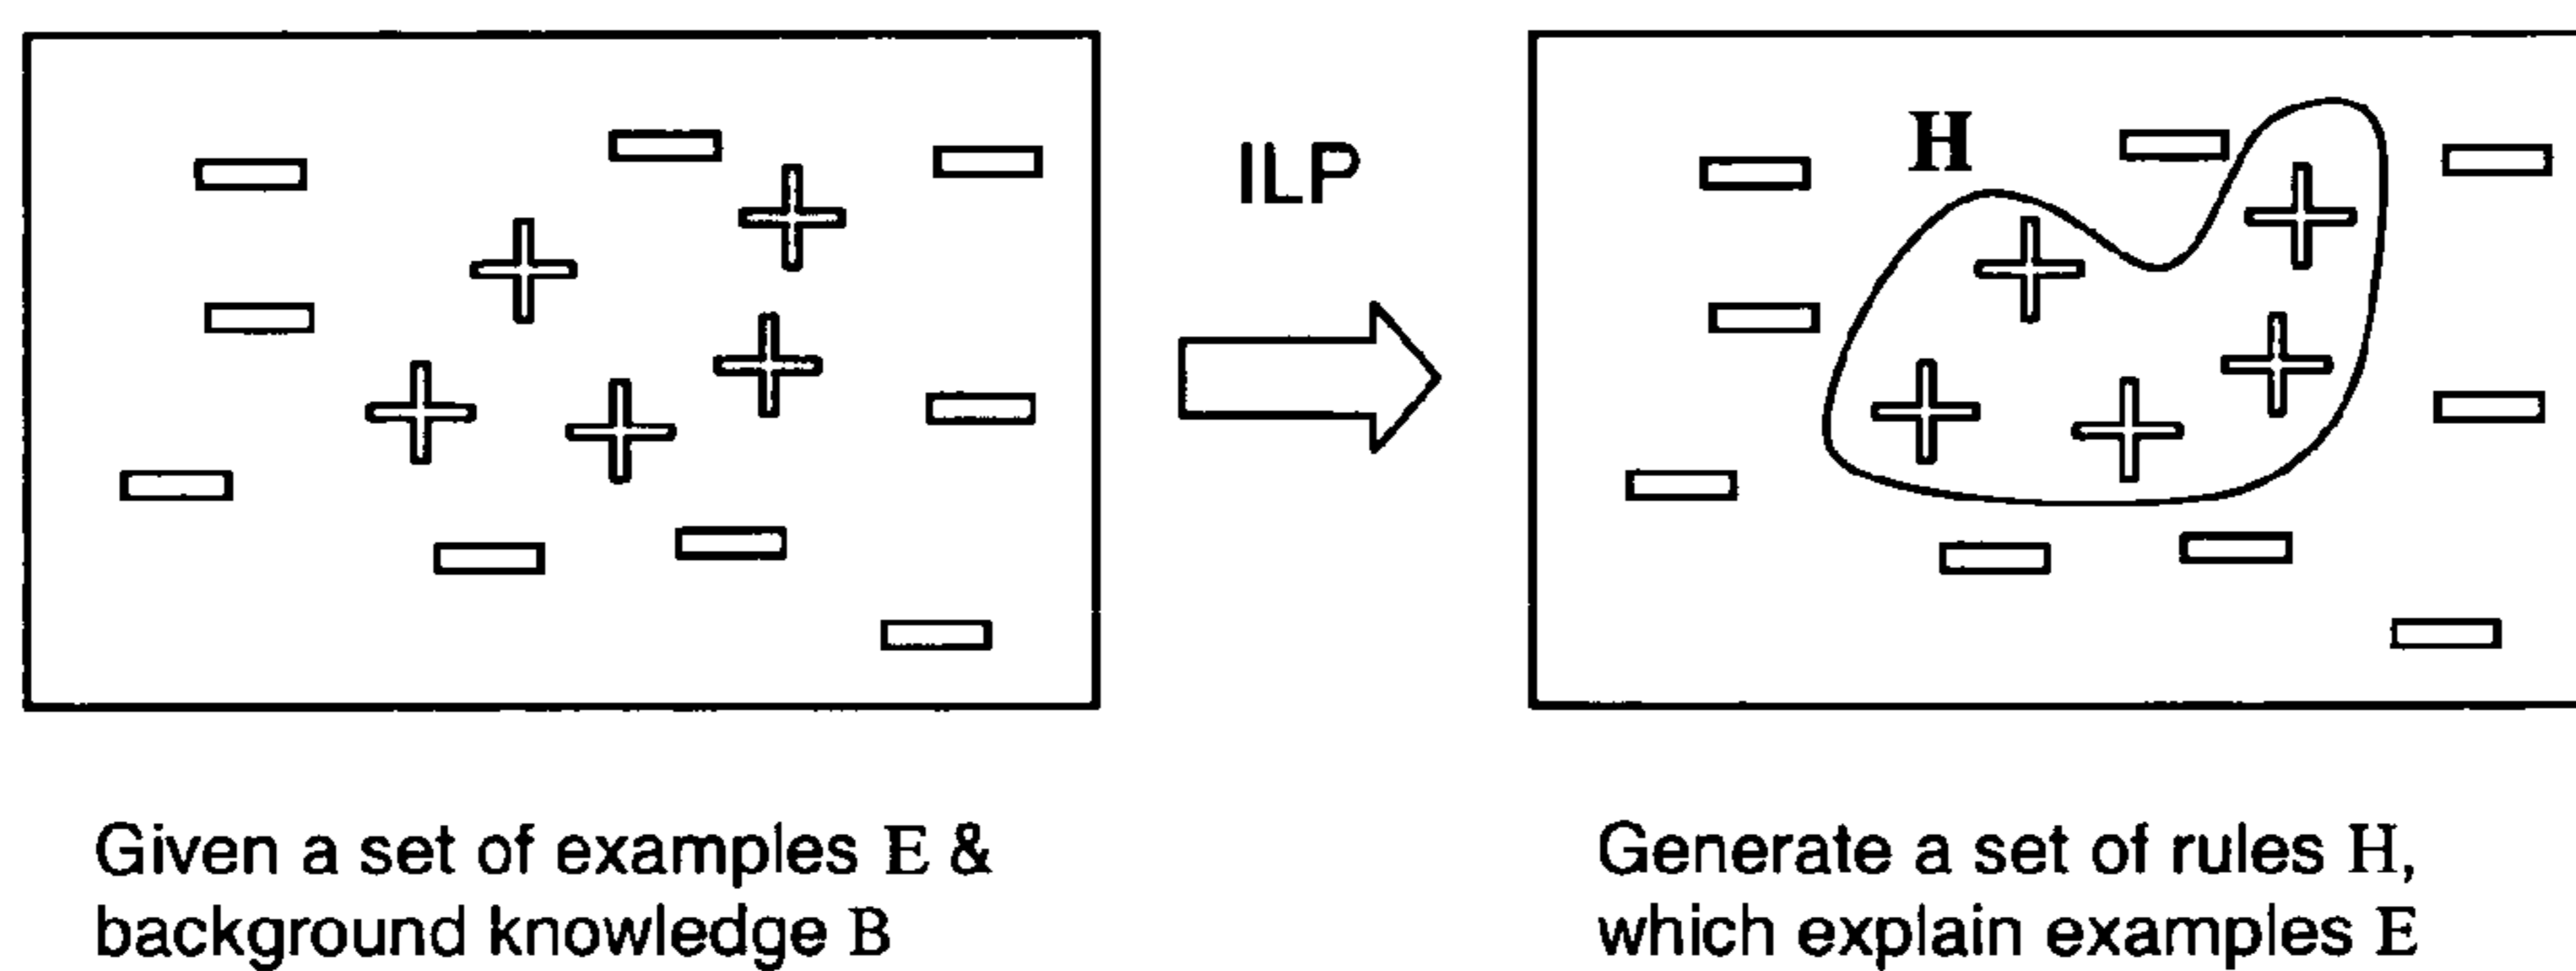 ILP
H
Given a set of examples E &
background knowledge B
Generate a set of rules H,
which explain examples E